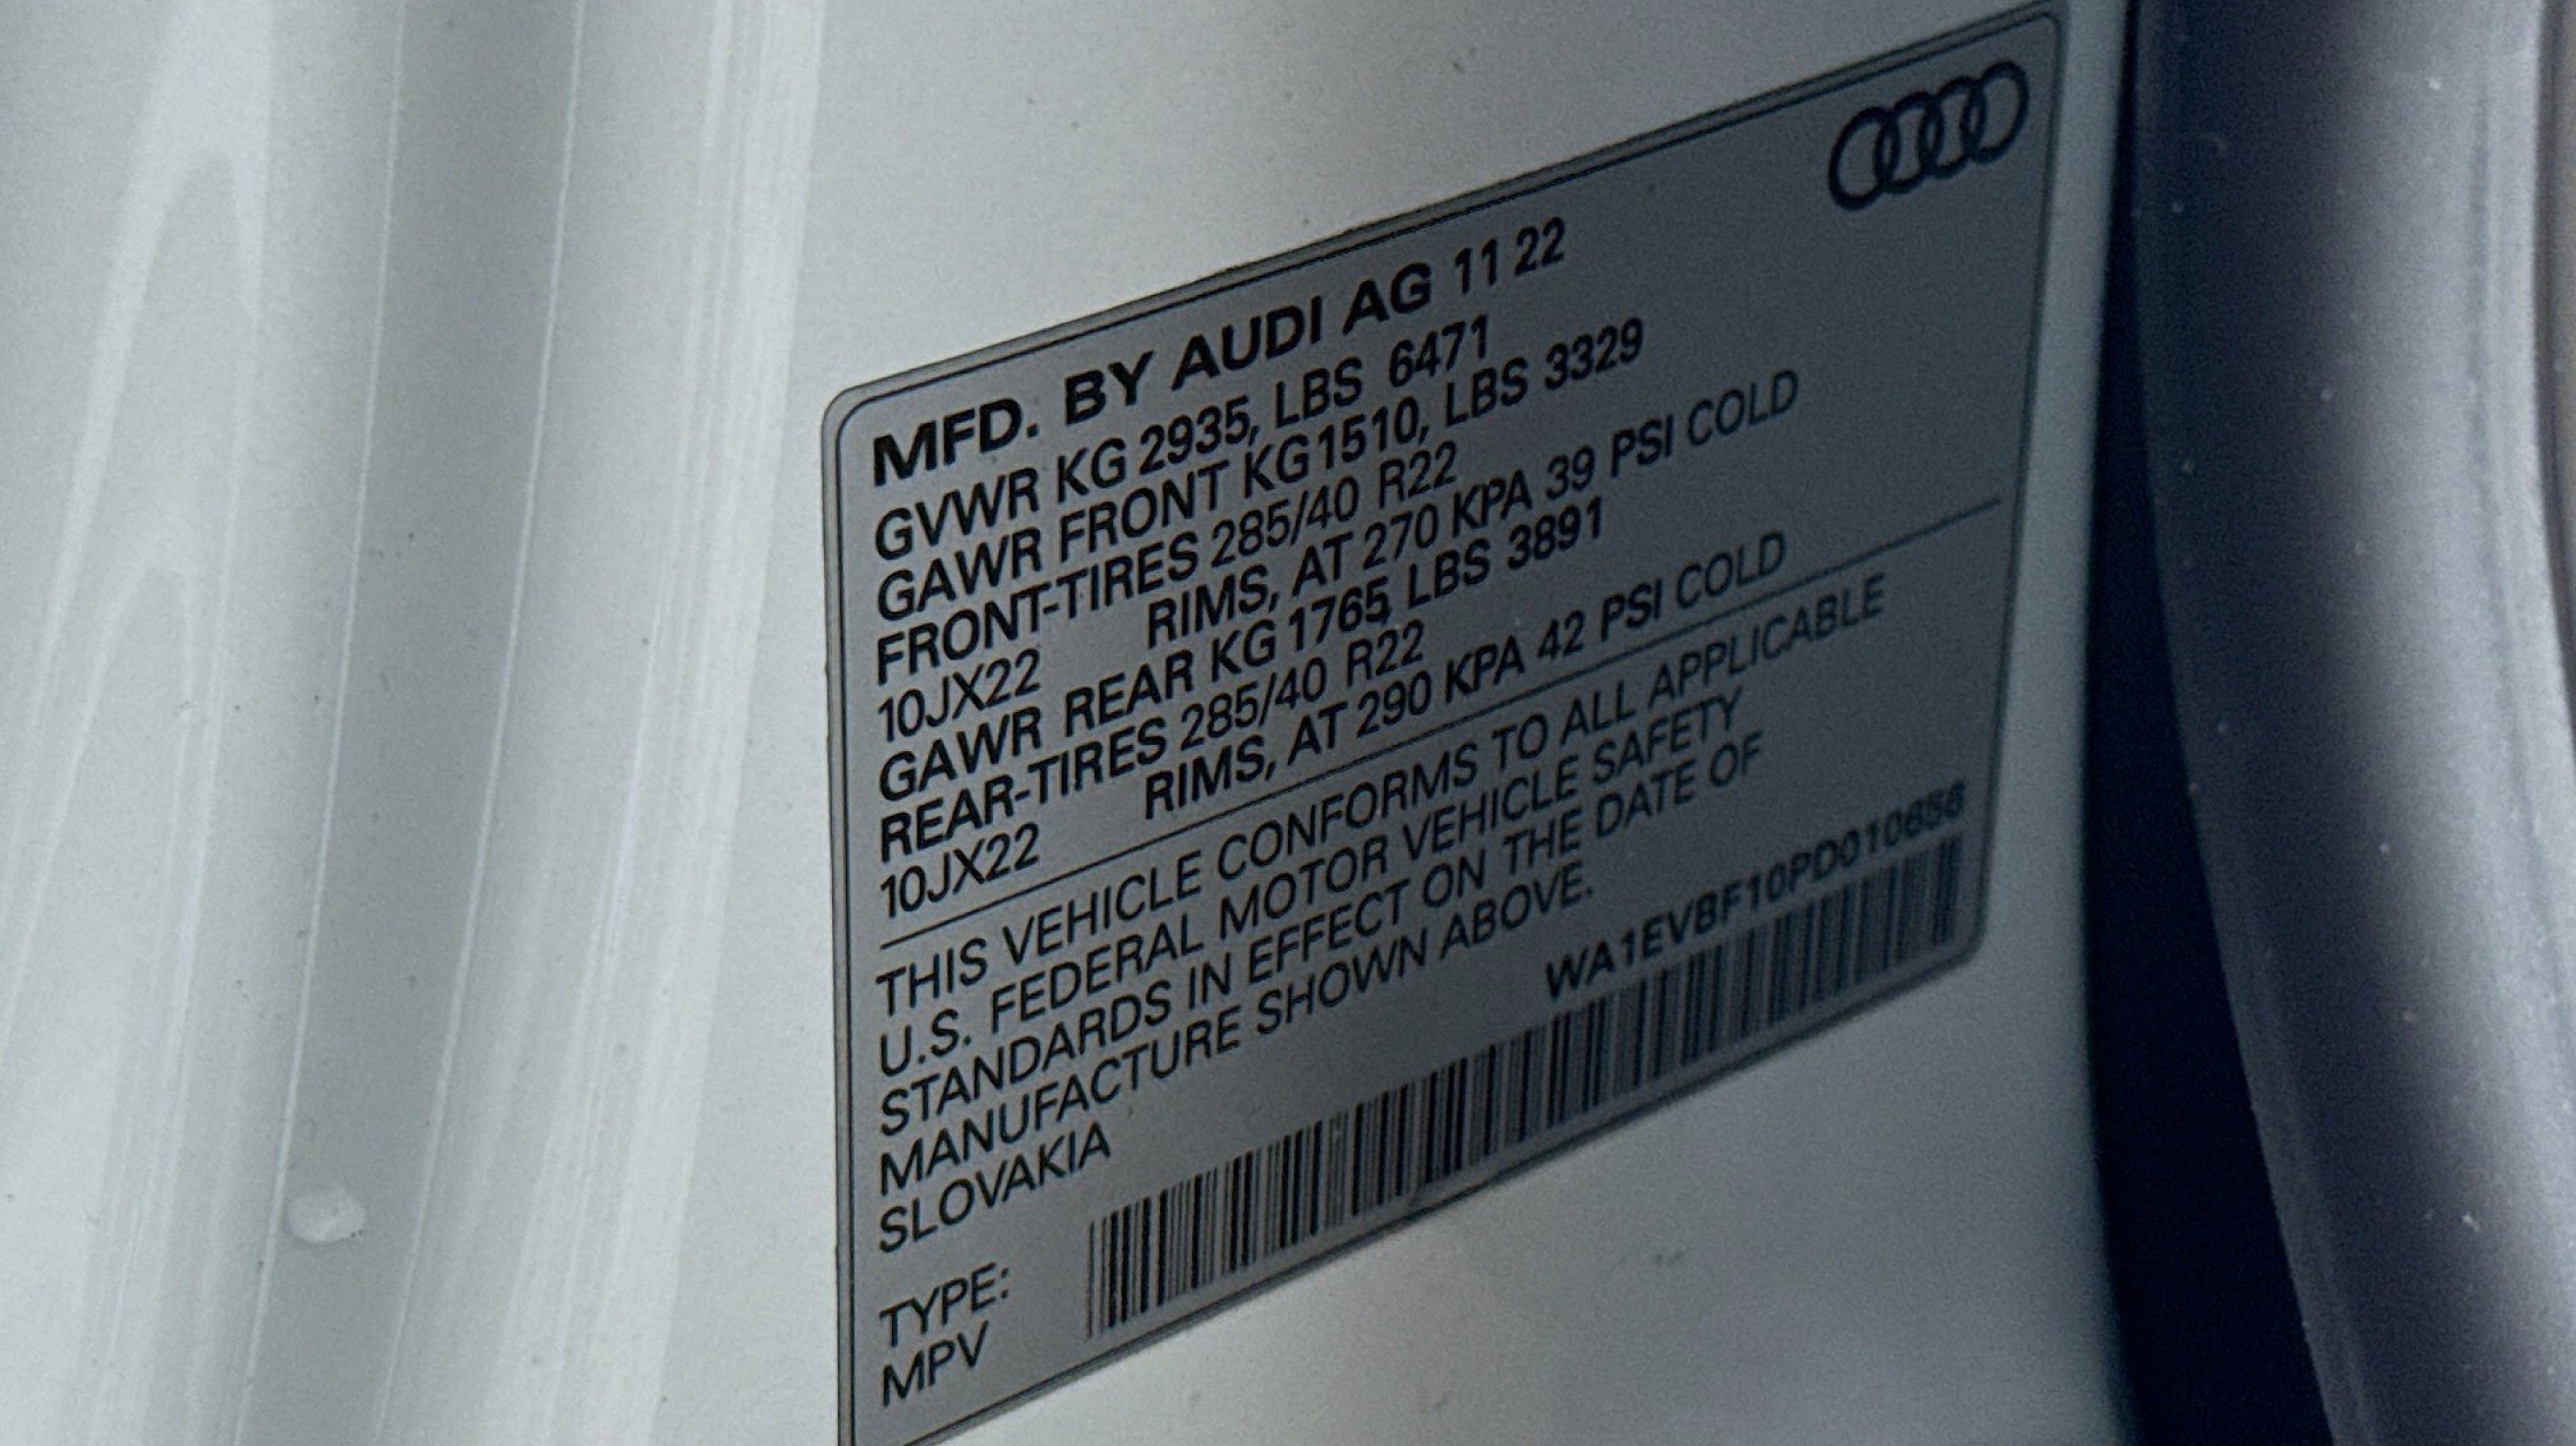 MFD. BY AUDI AG 11 22
GVWR KG 2935, LBS 6471
GAWR FRONT KG 1510, LBS 3329
FRONT-TIRES 285/40 R22
10JX22 RIMS, AT 270 KPA 39 PSI COLD
GAWR REAR KG 1765, LBS 3891
REAR-TIRES 285/40 R22
10JX22 RIMS, AT 290 KPA 42 PSI COLD
THIS VEHICLE CONFORMS TO ALL APPLICABLE
U.S. FEDERAL MOTOR VEHICLE SAFETY
STANDARDS IN EFFECT ON THE DATE OF
MANUFACTURE SHOWN ABOVE.
SLOVAKIA
WA1EVBF10PD010656
TYPE:
MPV